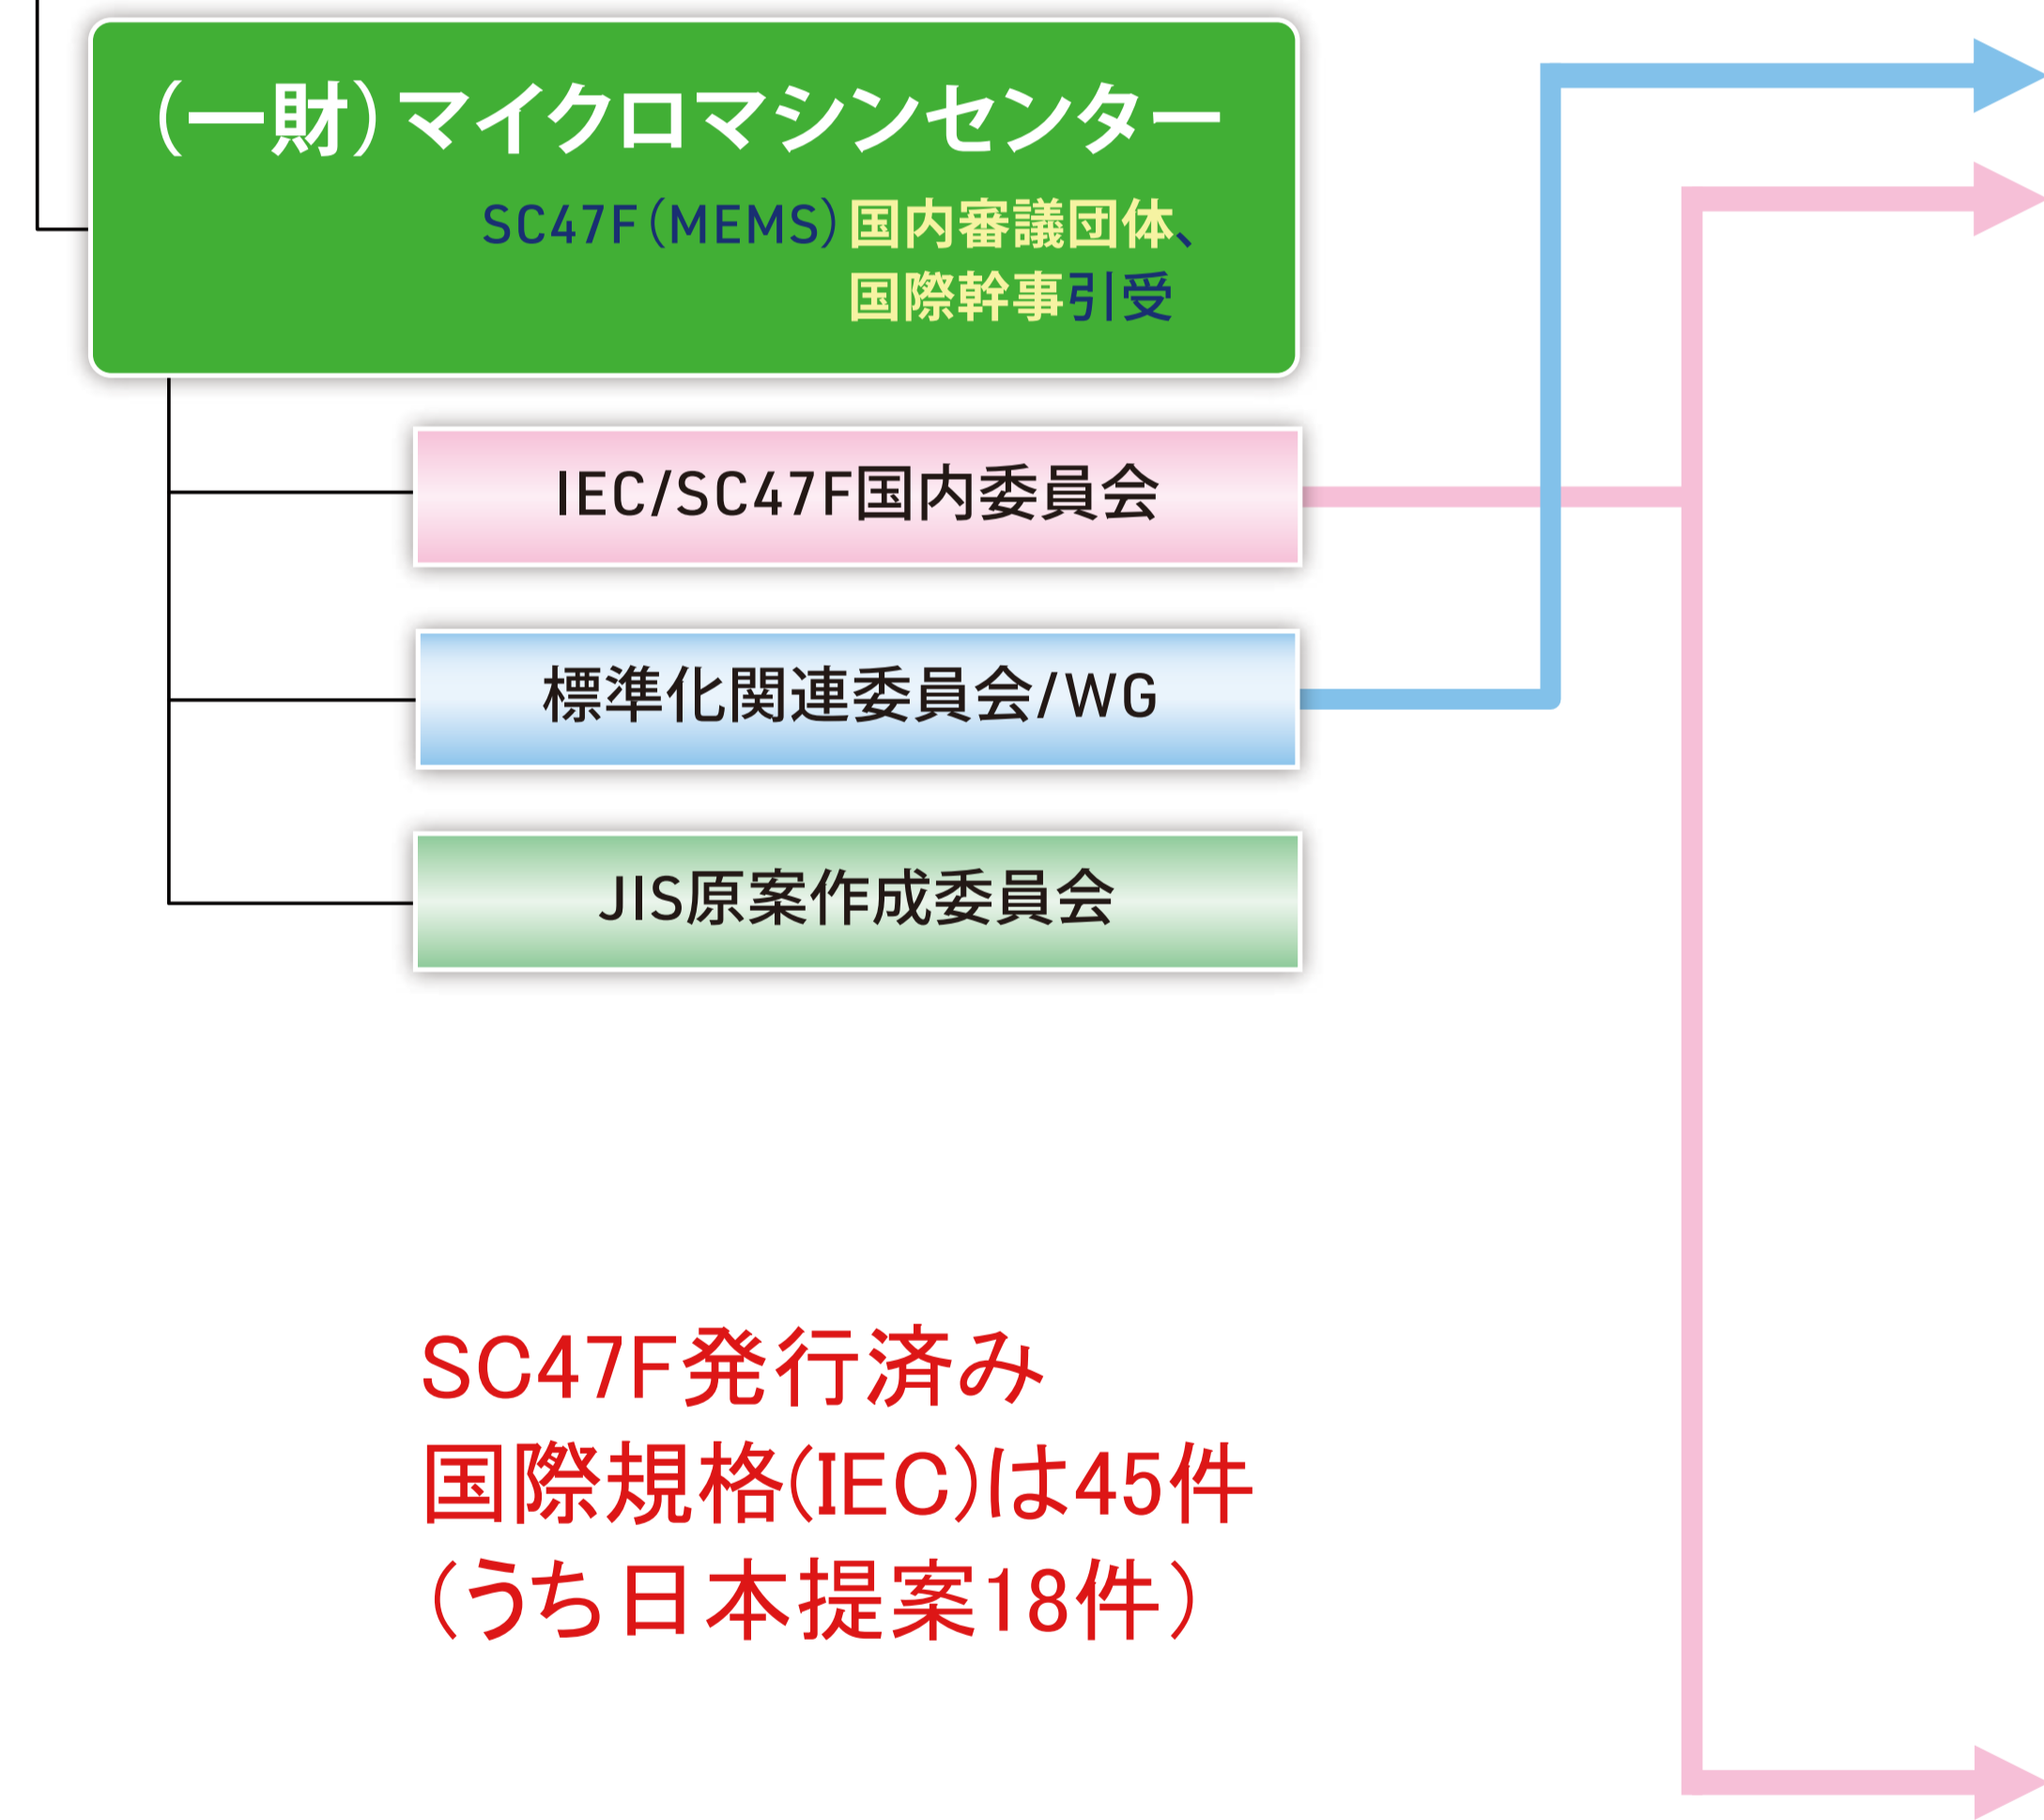 （一財）マイクロマシンセンター
SC47F（MEMS）国内審議団体、
国際幹事引受
IEC/SC47F国内委員会
標準化関連委員会/WG
JIS原案作成委員会
SC47F発行済み
国際規格(IEC)は45件
（うち日本提案18件）